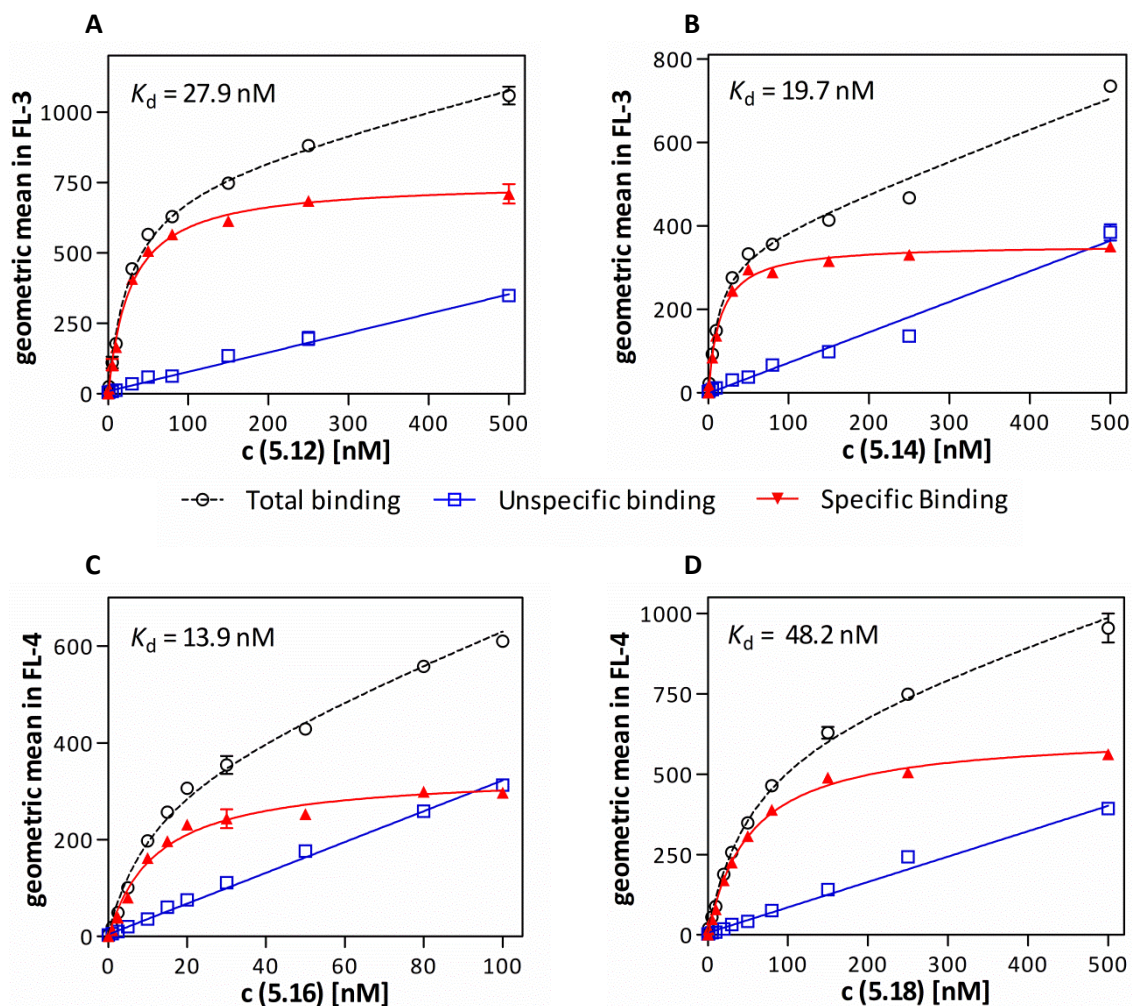 A
geometric mean in FL-3
1000
750
500
250
0
Kd = 27.9 nM
0 100 200 300 400 500
c (5.12) [nM]
B
geometric mean in FL-3
800
600
400
200
0
Kd = 19.7 nM
0 100 200 300 400 500
c (5.14) [nM]
Total binding Unspecific binding Specific Binding
C
geometric mean in FL-4
600
400
200
0
Kd = 13.9 nM
0 20 40 60 80 100
c (5.16) [nM]
D
geometric mean in FL-4
1000
750
500
250
0
Kd = 48.2 nM
0 100 200 300 400 500
c (5.18) [nM]